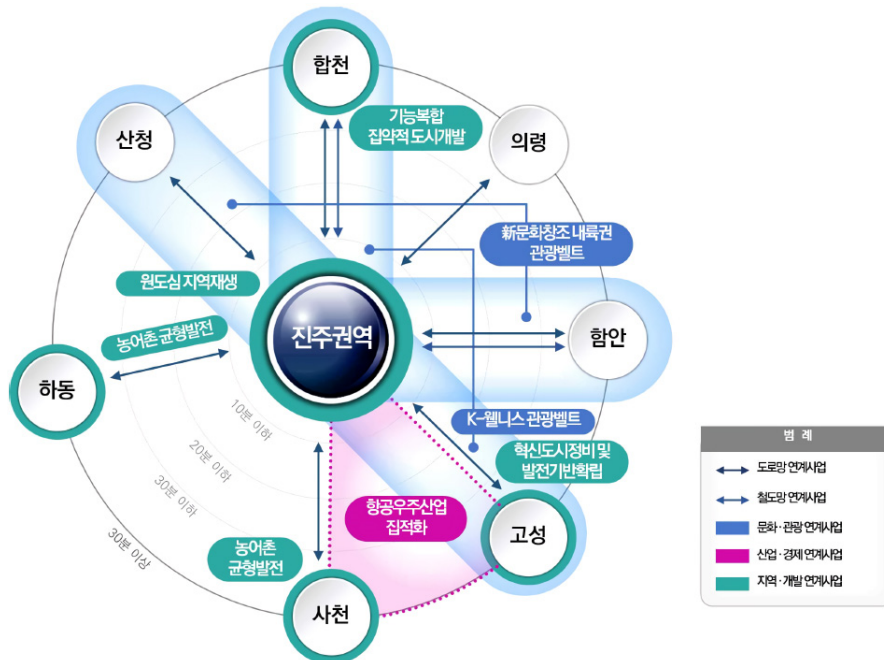 합천
기능복합
집약적 도시개발
산청
의령
新문화창조 내륙권
관광벨트
원도심 지역재생
진주권역
함안
농어촌 균형발전
하동
10분 이하
20분 이하
30분 이하
30분 이상
K-웰니스 관광벨트
혁신도시정비 및
발전기반확립
항공우주산업
집적화
고성
농어촌
균형발전
사천
범 례
도로망 연계사업
철도망 연계사업
문화·관광 연계사업
산업·경제 연계사업
지역·개발 연계사업